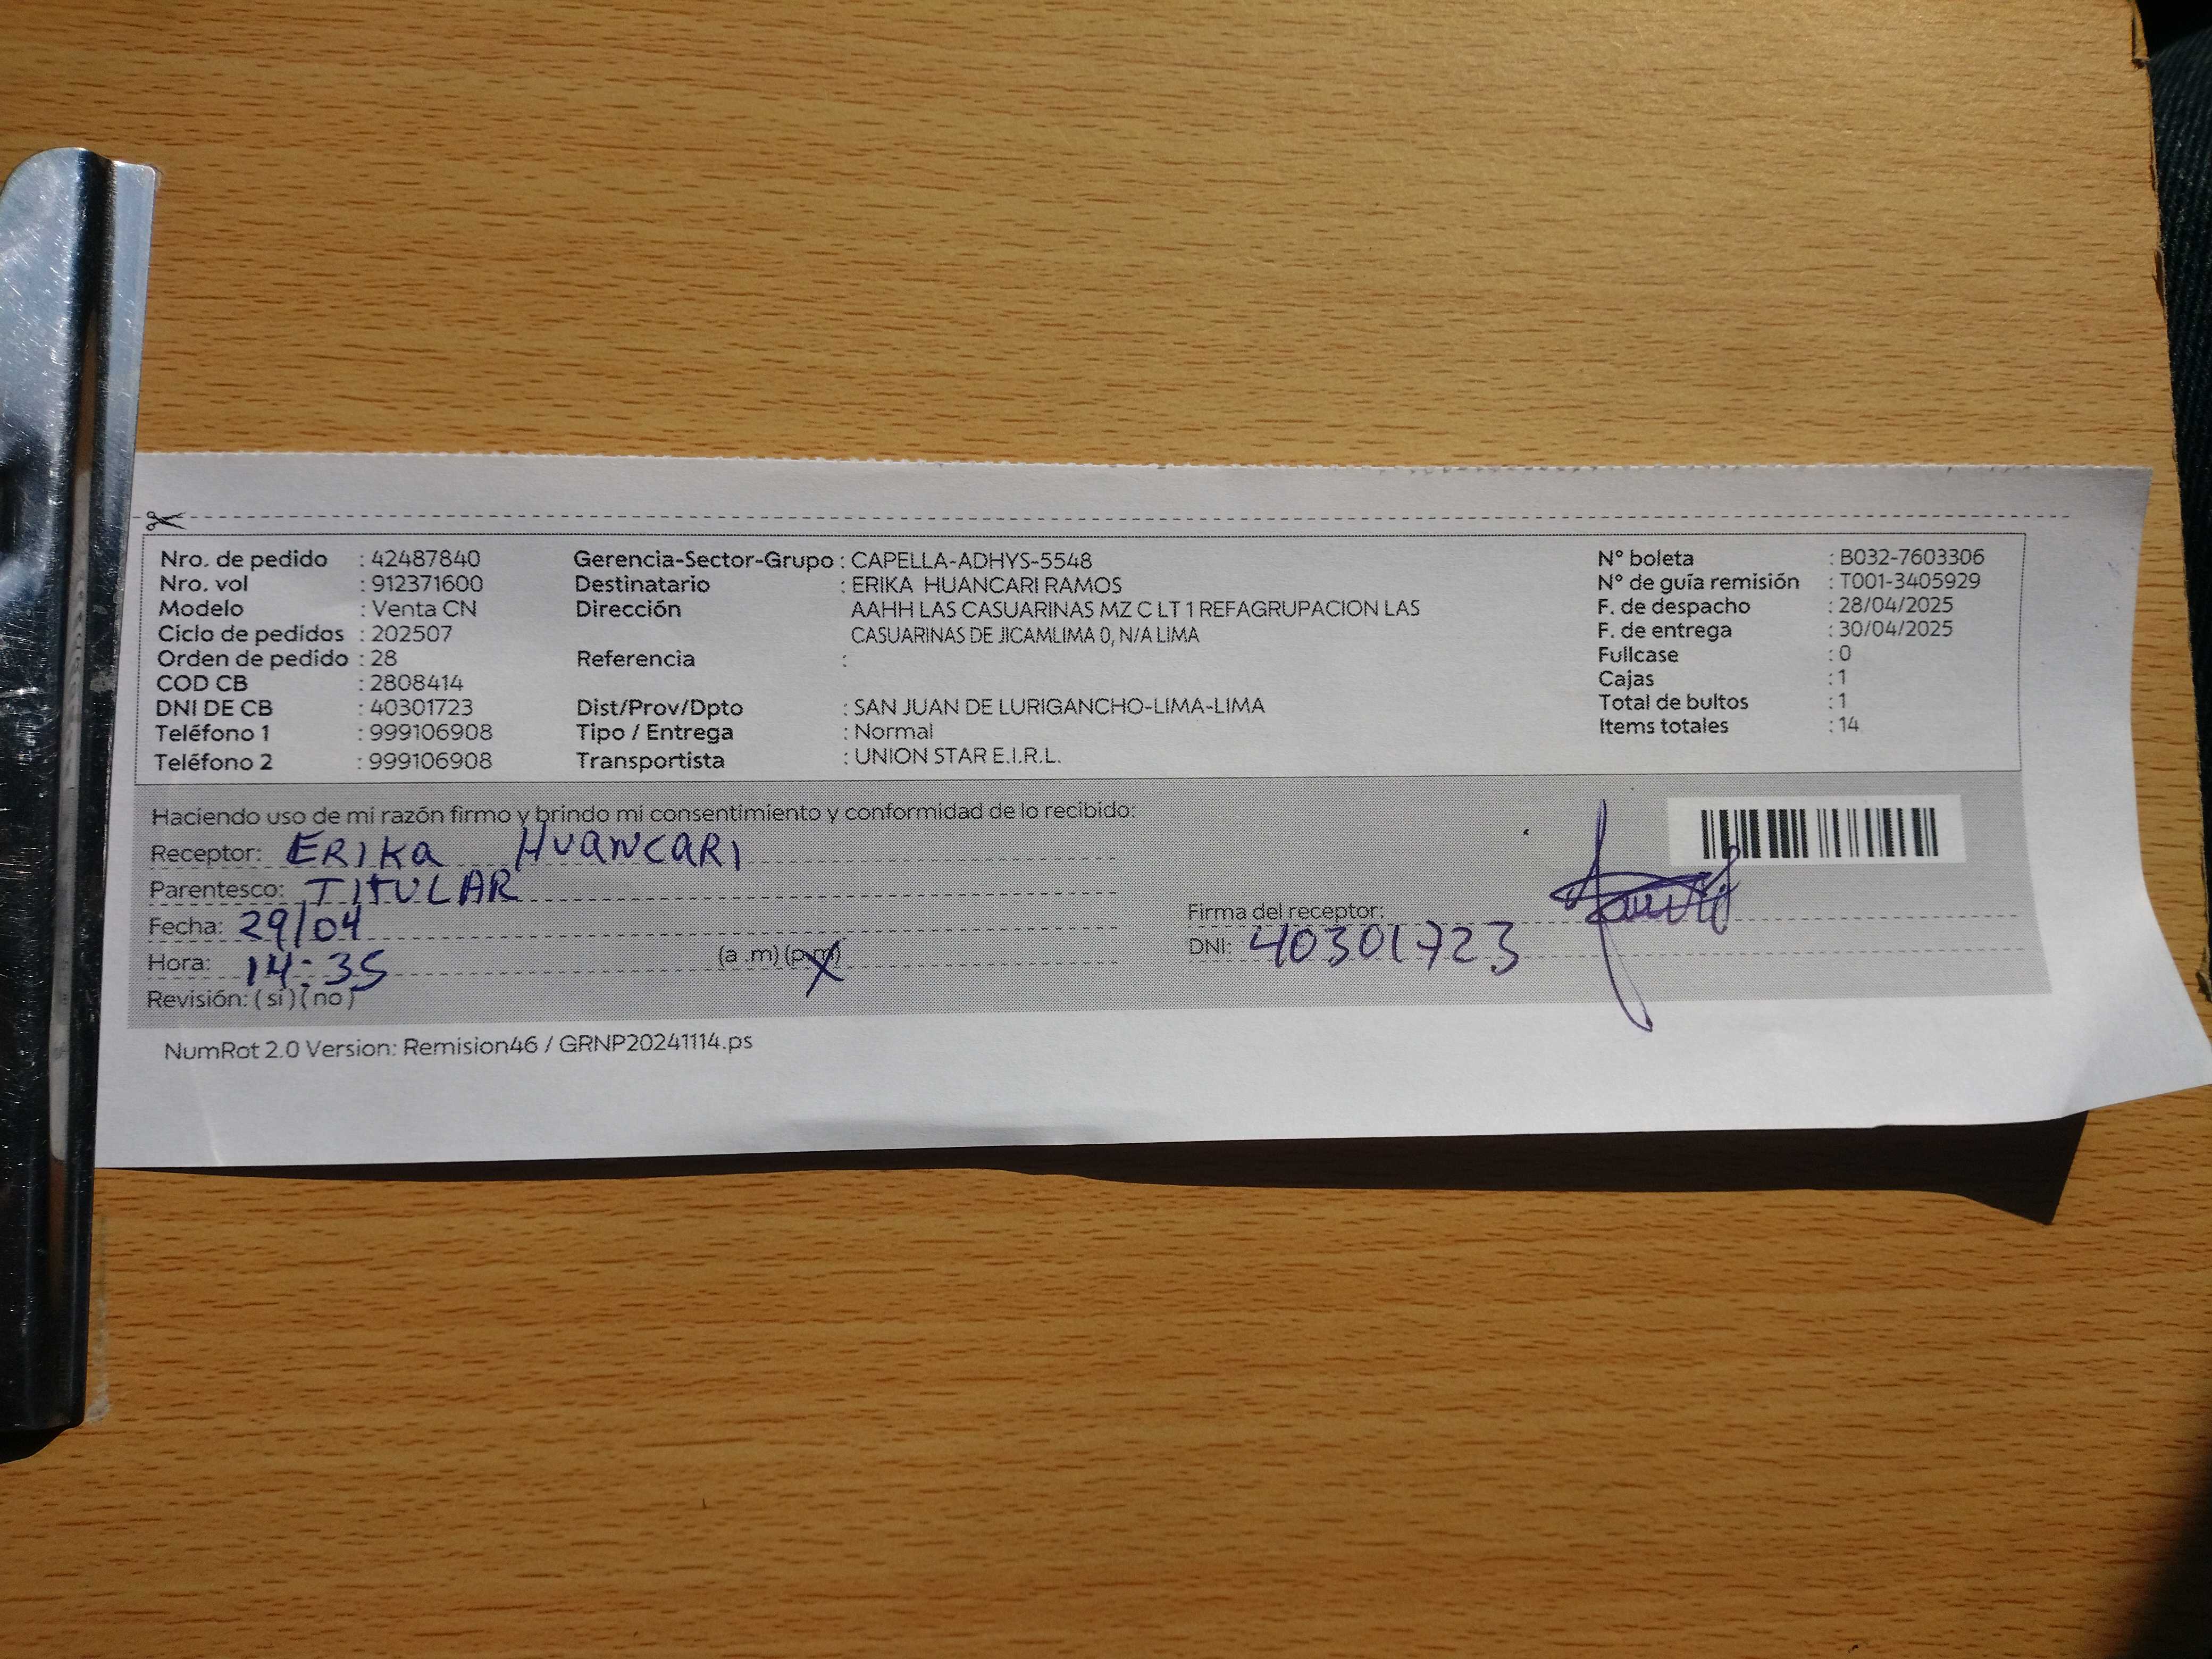 Nro. de pedido : 42487840
Nro. vol : 912371600
Modelo : Venta CN
Ciclo de pedidos : 202507
Orden de pedido : 28
COD CB : 2808414
DNI DE CB : 40301723
Teléfono 1 : 999106908
Teléfono 2 : 999106908
Gerencia-Sector-Grupo : CAPELLA-ADHYS-5548
Destinatario : ERIKA HUANCARI RAMOS
Dirección AAHH LAS CASUARINAS MZ C LT 1 REFAGRUPACION LAS
CASUARINAS DE JICAMLIMA 0, N/A LIMA
Referencia :
Dist/Prov/Dpto : SAN JUAN DE LURIGANCHO-LIMA-LIMA
Tipo / Entrega : Normal
Transportista : UNION STAR E.I.R.L.
N° boleta : B032-7603306
N° de guía remisión : T001-3405929
F. de despacho : 28/04/2025
F. de entrega : 30/04/2025
Fullcase : 0
Cajas : 1
Total de bultos : 1
Items totales : 14
Haciendo uso de mi razón firmo y brindo mi consentimiento y conformidad de lo recibido:
Receptor: ERIKA HUANCARI
Parentesco: TITULAR
Fecha: 29/04
Hora: 14:35 (a .m) (p.m)
Revisión: (si) (no)
Firma del receptor:
DNI: 40301723
NumRot 2.0 Version: Remision46 / GRNP20241114.ps